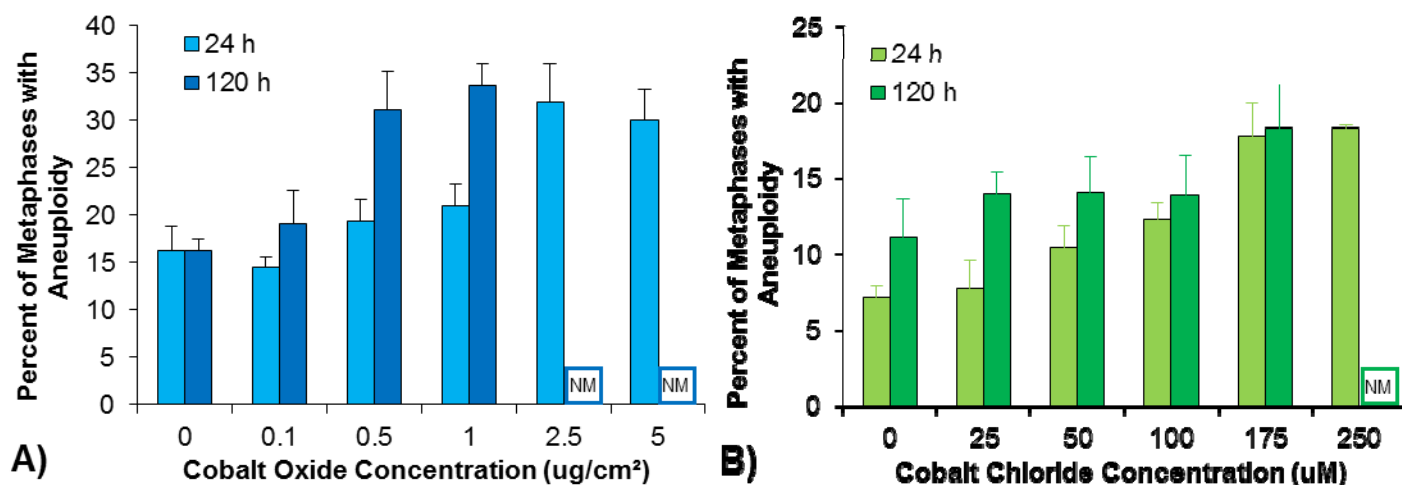 40
35
30
25
20
15
10
5
0
Percent of Metaphases with
Aneuploidy
24 h
120 h
NM
NM
0 0.1 0.5 1 2.5 5
A)
Cobalt Oxide Concentration (ug/cm²)
25
20
15
10
5
0
Percent of Metaphases with
Aneuploidy
24 h
120 h
NM
0 25 50 100 175 250
B)
Cobalt Chloride Concentration (uM)